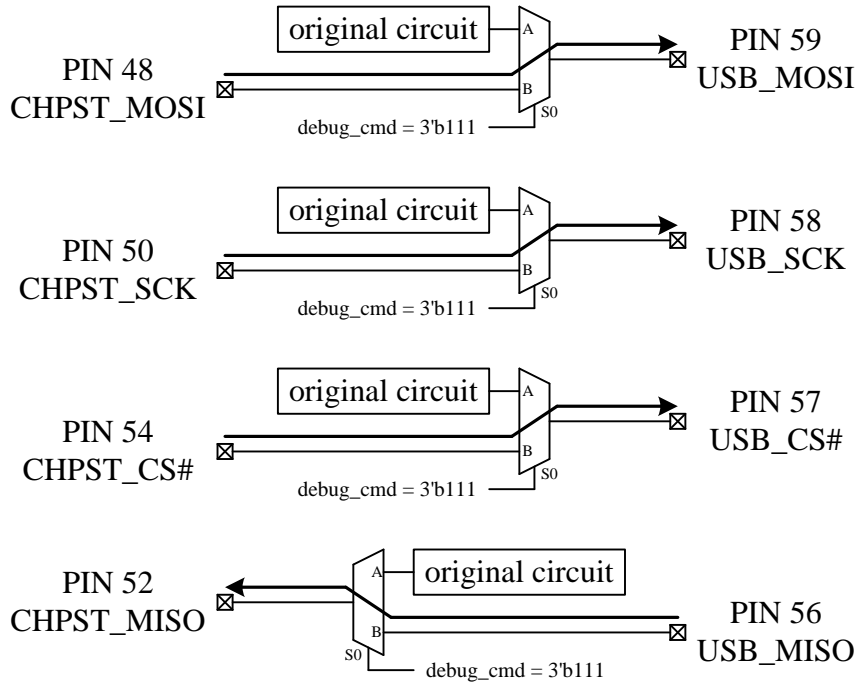 original circuit
A
PIN 48
CHPST_MOSI
B
S0
debug_cmd = 3'b111
PIN 59
USB_MOSI
original circuit
A
PIN 50
CHPST_SCK
B
S0
debug_cmd = 3'b111
PIN 58
USB_SCK
original circuit
A
PIN 54
CHPST_CS#
B
S0
debug_cmd = 3'b111
PIN 57
USB_CS#
PIN 52
CHPST_MISO
A
original circuit
B
S0
debug_cmd = 3'b111
PIN 56
USB_MISO